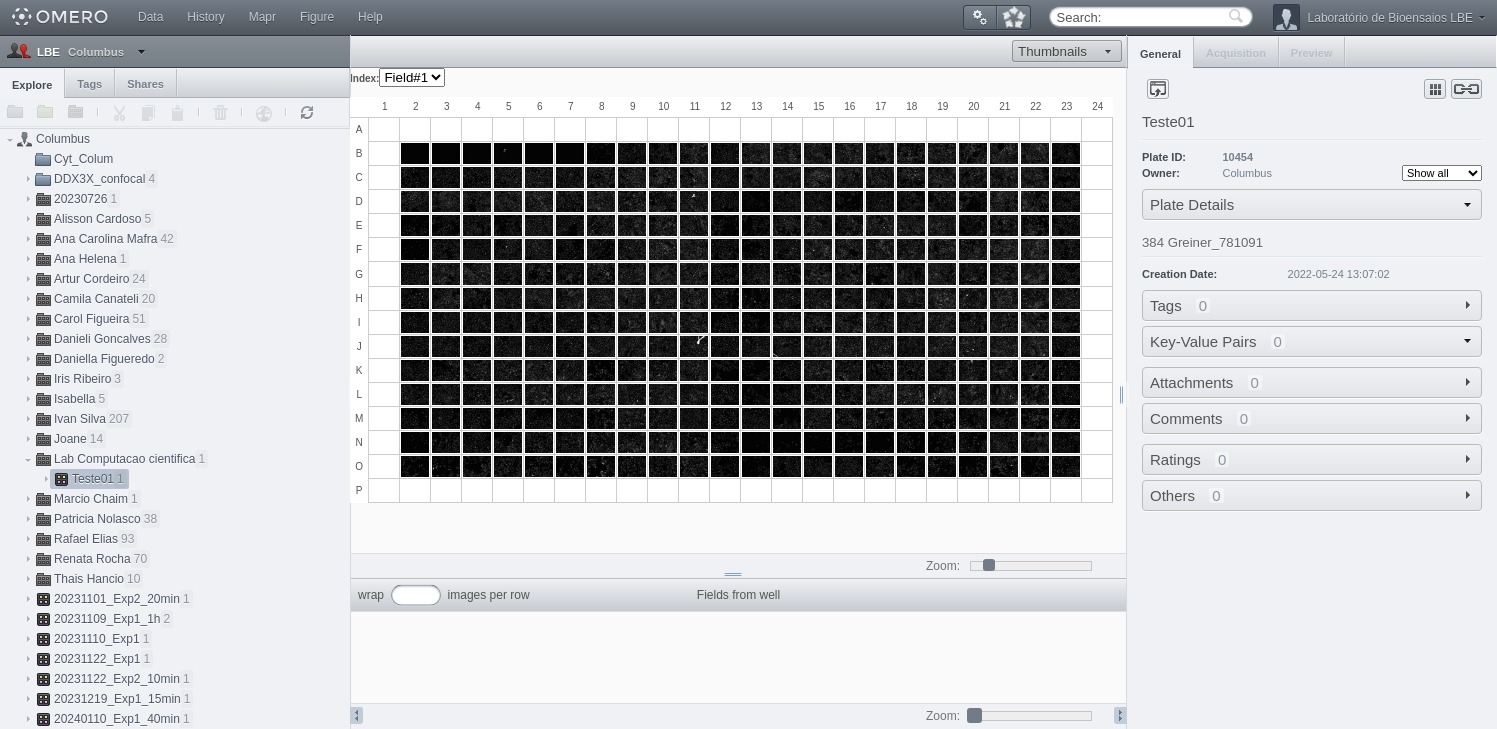 OMERO Data History Mapr Figure Help Search: Laboratório de Bioensaios LBE
LBE Columbus
Explore Tags Shares
Columbus
Cyt_Colum
DDX3X_confocal 4
20230726 1
Alisson Cardoso 5
Ana Carolina Mafra 42
Ana Helena 1
Artur Cordeiro 24
Camila Canateli 20
Carol Figueira 51
Danieli Goncalves 28
Daniella Figueredo 2
Iris Ribeiro 3
Isabella 5
Ivan Silva 207
Joane 14
Lab Computacao cientifica 1
Teste01 1
Marcio Chaim 1
Patricia Nolasco 38
Rafael Elias 93
Renata Rocha 70
Thais Hancio 10
20231101_Exp2_20min 1
20231109_Exp1_1h 2
20231110_Exp1 1
20231122_Exp1 1
20231122_Exp2_10min 1
20231219_Exp1_15min 1
20240110_Exp1_40min 1
Thumbnails
Index: Field#1
1 2 3 4 5 6 7 8 9 10 11 12 13 14 15 16 17 18 19 20 21 22 23 24
A
B
C
D
E
F
G
H
I
J
K
L
M
N
O
P
Zoom:
wrap images per row Fields from well
Zoom:
General Acquisition Preview
Teste01
Plate ID: 10454
Owner: Columbus Show all
Plate Details
384 Greiner_781091
Creation Date: 2022-05-24 13:07:02
Tags 0
Key-Value Pairs 0
Attachments 0
Comments 0
Ratings 0
Others 0